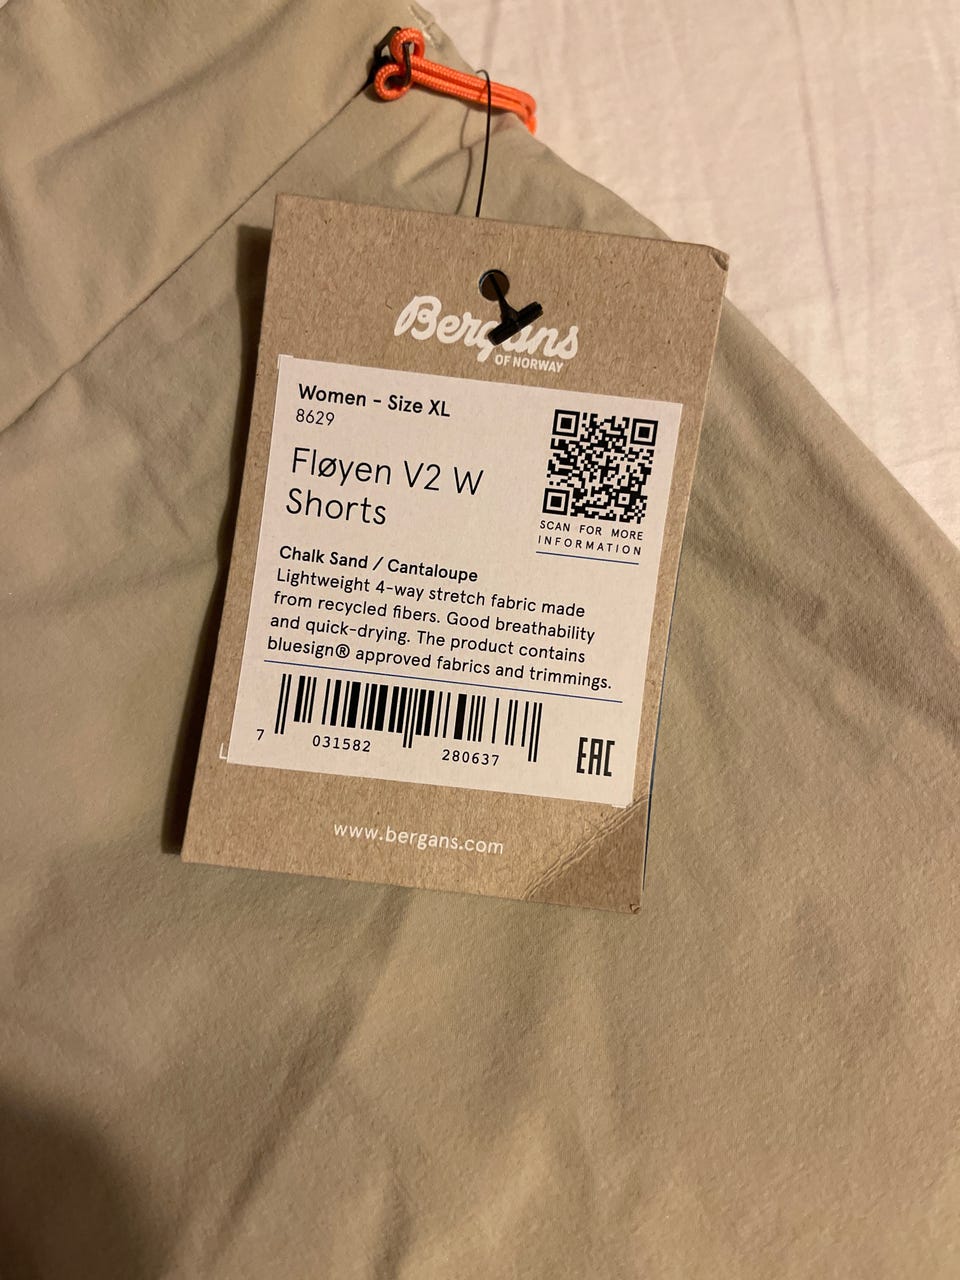 Bergans
OF NORWAY
Women - Size XL
8629
Fløyen V2 W
Shorts
SCAN FOR MORE
INFORMATION
Chalk Sand / Cantaloupe
Lightweight 4-way stretch fabric made
from recycled fibers. Good breathability
and quick-drying. The product contains
bluesign® approved fabrics and trimmings.
7 031582 280637
EAC
www.bergans.com